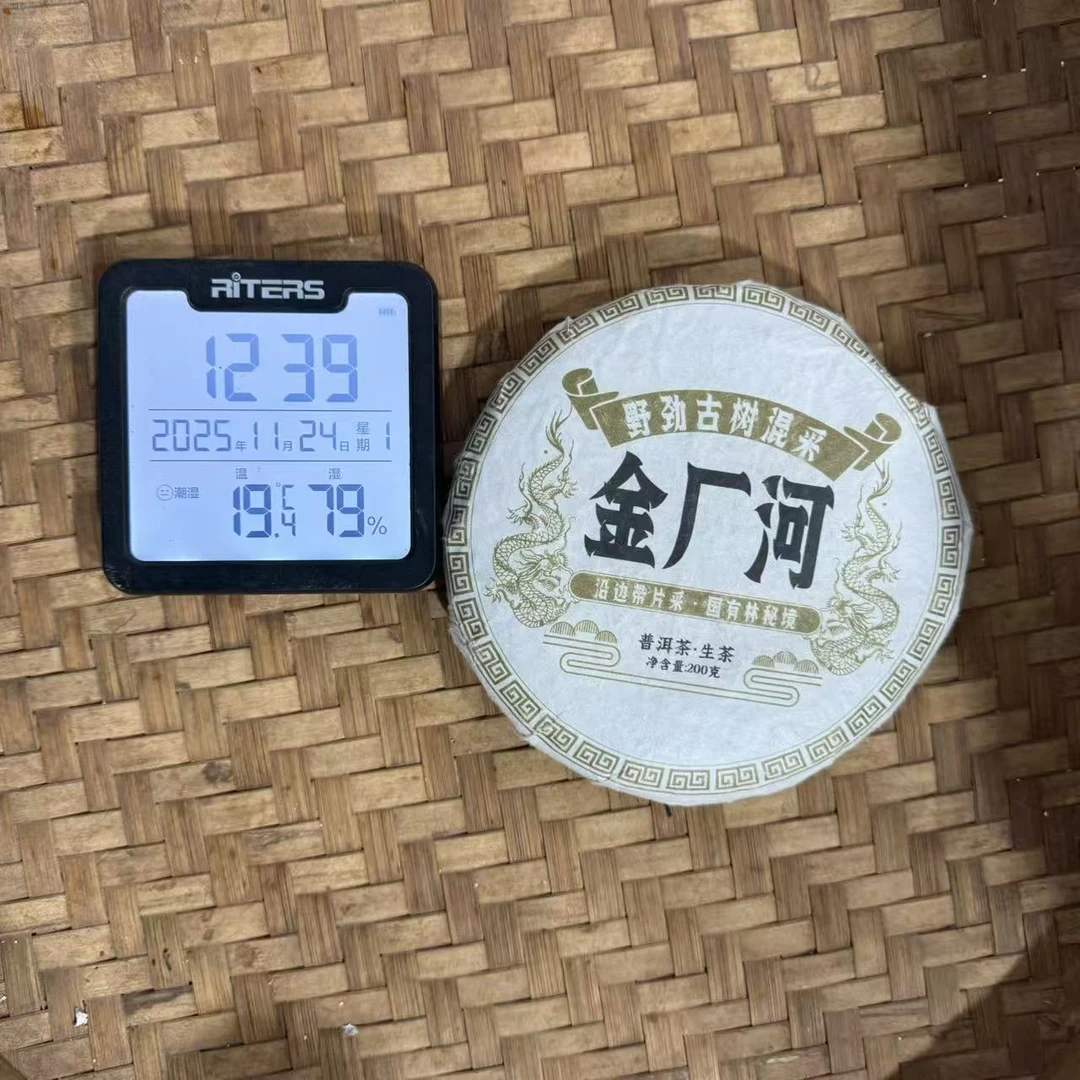 RITERS
12 39
2025年11月24日 星期 1
温 湿
潮湿 19.4℃ 79%
野劲古树混采
金厂河
沿边带片采·国有林秘境
普洱茶·生茶
净含量:200克